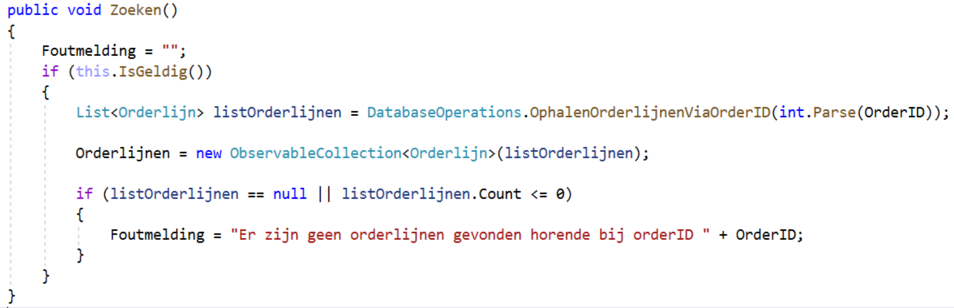 public void Zoeken()
{
Foutmelding = "";
if (this.IsGeldig())
{
List<Orderlijn> listOrderlijnen = DatabaseOperations.OphalenOrderlijnenViaOrderID(int.Parse(OrderID));
Orderlijnen = new ObservableCollection<Orderlijn>(listOrderlijnen);
if (listOrderlijnen == null || listOrderlijnen.Count <= 0)
{
Foutmelding = "Er zijn geen orderlijnen gevonden horende bij orderID " + OrderID;
}
}
}